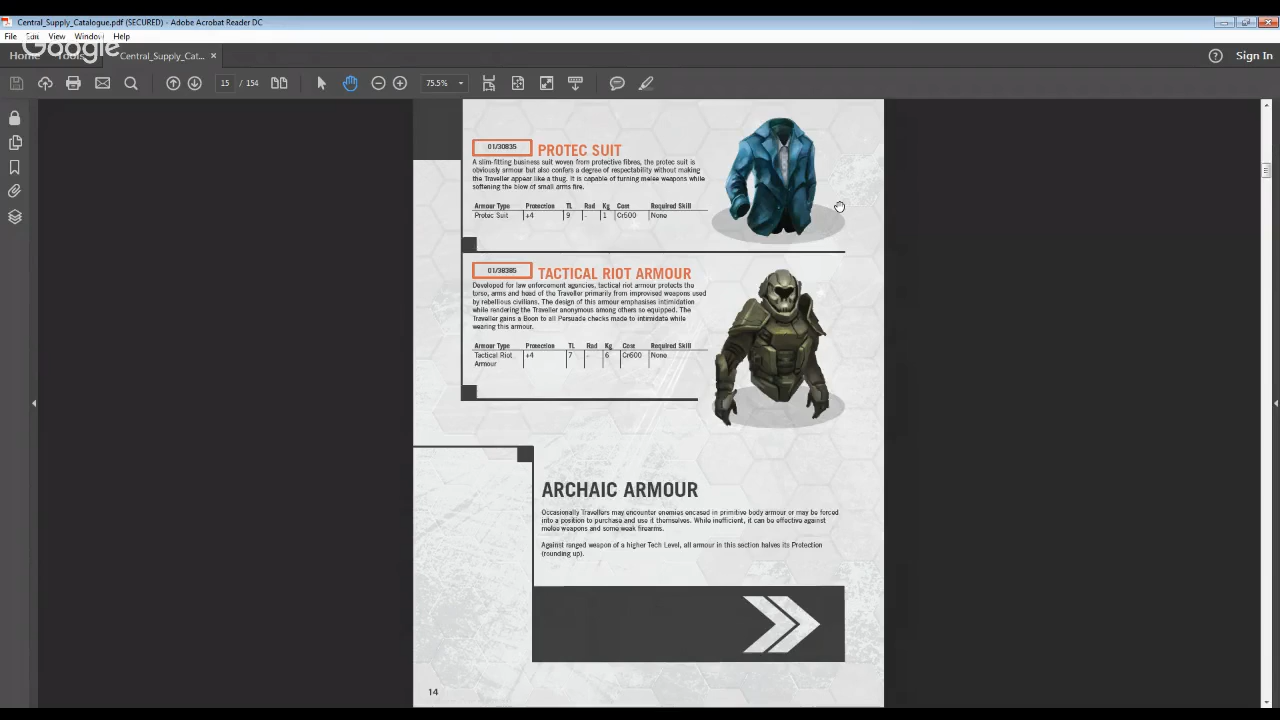 Central_Supply_Catalogue.pdf (SECURED) - Adobe Acrobat Reader DC
File Edit View Window Help
Google
Home Tools Central_Supply_Cat... × ? Sign In
15 / 154 75.5%
01/30835 PROTEC SUIT
A slim-fitting business suit woven from protective fibres, the protec suit is
obviously armour but also confers a degree of respectability without making
the Traveller appear like a thug. It is capable of turning melee weapons while
softening the blow of small arms fire.
Armour Type Protection TL Rad Kg Cost Required Skill
Protec Suit +4 9 - 1 Cr500 None
01/38385 TACTICAL RIOT ARMOUR
Developed for law enforcement agencies, tactical riot armour protects the
torso, arms and head of the Traveller primarily from improvised weapons used
by rebellious civilians. The design of this armour emphasises intimidation
while rendering the Traveller anonymous among others so equipped. The
Traveller gains a Boon to all Persuade checks made to intimidate while
wearing this armour.
Armour Type Protection TL Rad Kg Cost Required Skill
Tactical Riot +4 7 - 6 Cr600 None
Armour
ARCHAIC ARMOUR
Occasionally Travellers may encounter enemies encased in primitive body armour or may be forced
into a position to purchase and use it themselves. While inefficient, it can be effective against
melee weapons and some weak firearms.
Against ranged weapon of a higher Tech Level, all armour in this section halves its Protection
(rounding up).
14